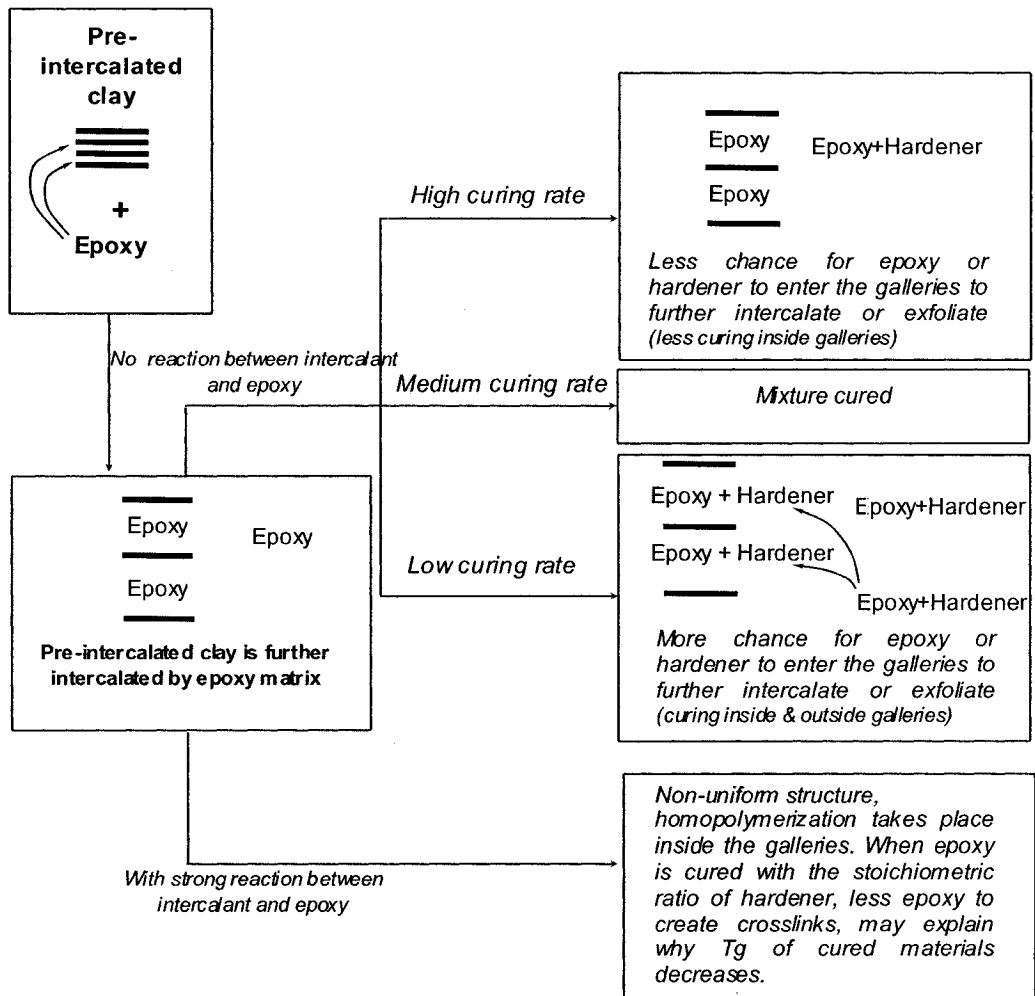 Pre-
intercalated
clay
+
Epoxy
No reaction between intercalant
and epoxy
Epoxy
Epoxy
Epoxy
Pre-intercalated clay is further
intercalated by epoxy matrix
With strong reaction between
intercalant and epoxy
High curing rate
Medium curing rate
Low curing rate
Epoxy
Epoxy+Hardener
Epoxy
Less chance for epoxy or
hardener to enter the galleries to
further intercalate or exfoliate
(less curing inside galleries)
Mixture cured
Epoxy + Hardener
Epoxy+Hardener
Epoxy + Hardener
Epoxy+Hardener
More chance for epoxy or
hardener to enter the galleries to
further intercalate or exfoliate
(curing inside & outside galleries)
Non-uniform structure,
homopolymerization takes place
inside the galleries. When epoxy
is cured with the stoichiometric
ratio of hardener, less epoxy to
create crosslinks, may explain
why Tg of cured materials
decreases.